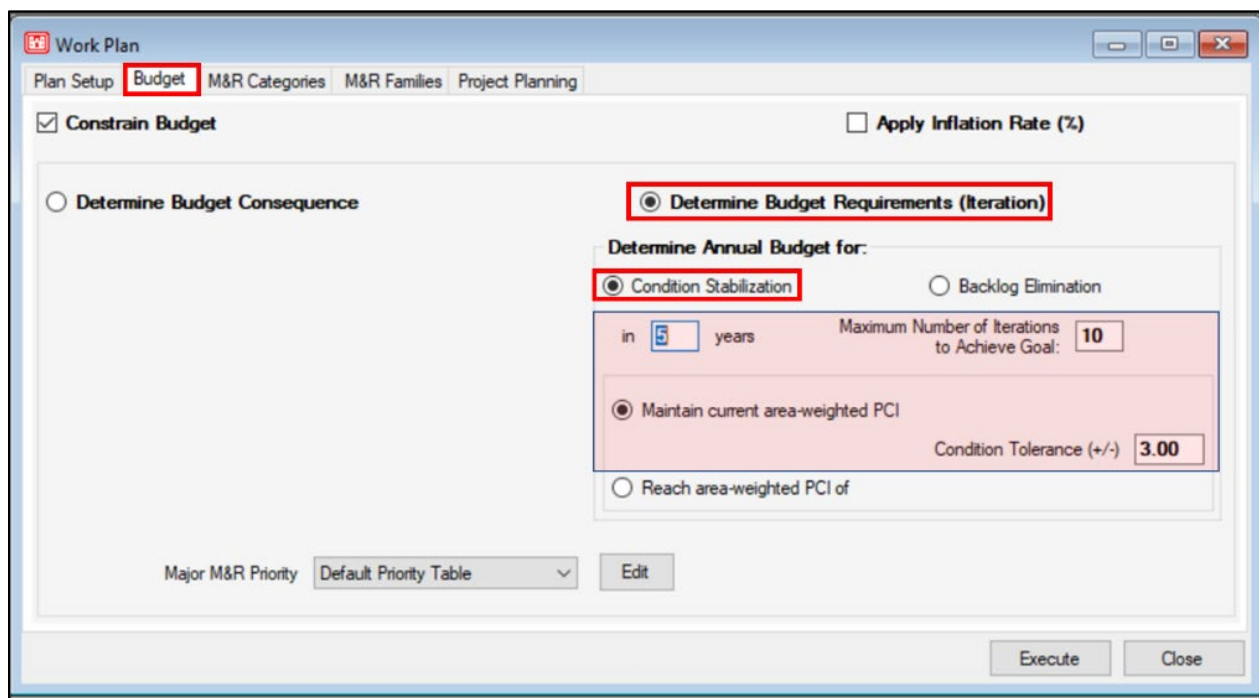 Work Plan
Plan Setup Budget M&R Categories M&R Families Project Planning
Constrain Budget
Apply Inflation Rate (%)
Determine Budget Consequence
Determine Budget Requirements (Iteration)
Determine Annual Budget for:
Condition Stabilization
Backlog Elimination
in 5 years
Maximum Number of Iterations
to Achieve Goal: 10
Maintain current area-weighted PCI
Condition Tolerance (+/-) 3.00
Reach area-weighted PCI of
Major M&R Priority Default Priority Table Edit
Execute Close